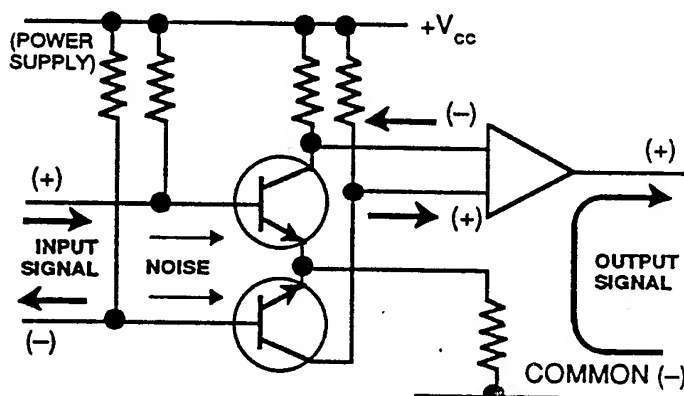 (POWER
SUPPLY)
+Vcc
(–)
(+)
(+)
(+)
INPUT
SIGNAL
NOISE
OUTPUT
SIGNAL
(–)
COMMON (–)